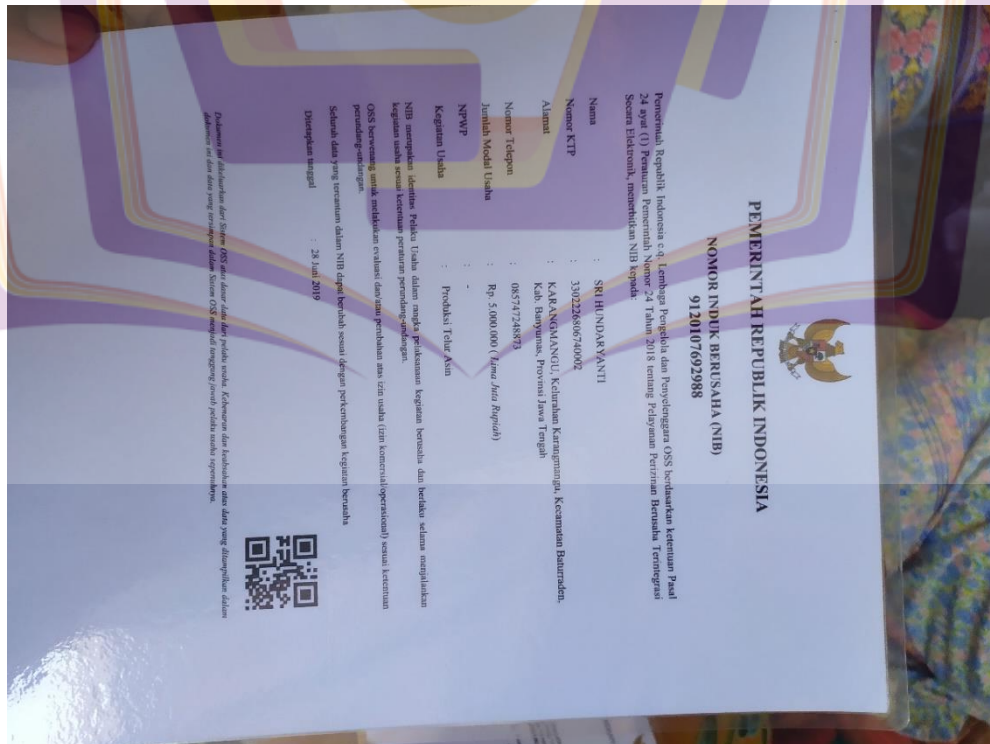 PEMERINTAH REPUBLIK INDONESIA
NOMOR INDUK BERUSAHA (NIB)
9120107692988
Pemerintah Republik Indonesia c.q. Lembaga Pengelola dan Penyelenggara OSS berdasarkan ketentuan Pasal
24 ayat (1) Peraturan Pemerintah Nomor 24 Tahun 2018 tentang Pelayanan Perizinan Berusaha Terintegrasi
Secara Elektronik, menerbitkan NIB kepada:
Nama : SRI HUNDARYANTI
Nomor KTP : 3302226806740002
Alamat : KARANGMANGU, Kelurahan Karangmangu, Kecamatan Baturraden,
Kab. Banyumas, Provinsi Jawa Tengah
Nomor Telepon : 085747248873
Jumlah Modal Usaha : Rp. 5.000.000 (Lima Juta Rupiah)
NPWP : -
Kegiatan Usaha : Produksi Telur Asin
NIB merupakan identitas Pelaku Usaha dalam rangka pelaksanaan kegiatan berusaha dan berlaku selama menjalankan
kegiatan usaha sesuai ketentuan peraturan perundang-undangan.
OSS berwenang untuk melakukan evaluasi dan/atau perubahan atas izin usaha (izin komersial/operasional) sesuai ketentuan
perundang-undangan.
Seluruh data yang tercantum dalam NIB dapat berubah sesuai dengan perkembangan kegiatan berusaha
Ditetapkan tanggal : 28 Juni 2019
Dokumen ini dikeluarkan dari Sistem OSS atas dasar data dari pelaku usaha. Kebenaran dan keabsahan atas data yang ditampilkan dalam
dokumen ini dan data yang tersimpan dalam Sistem OSS menjadi tanggung jawab pelaku usaha sepenuhnya.